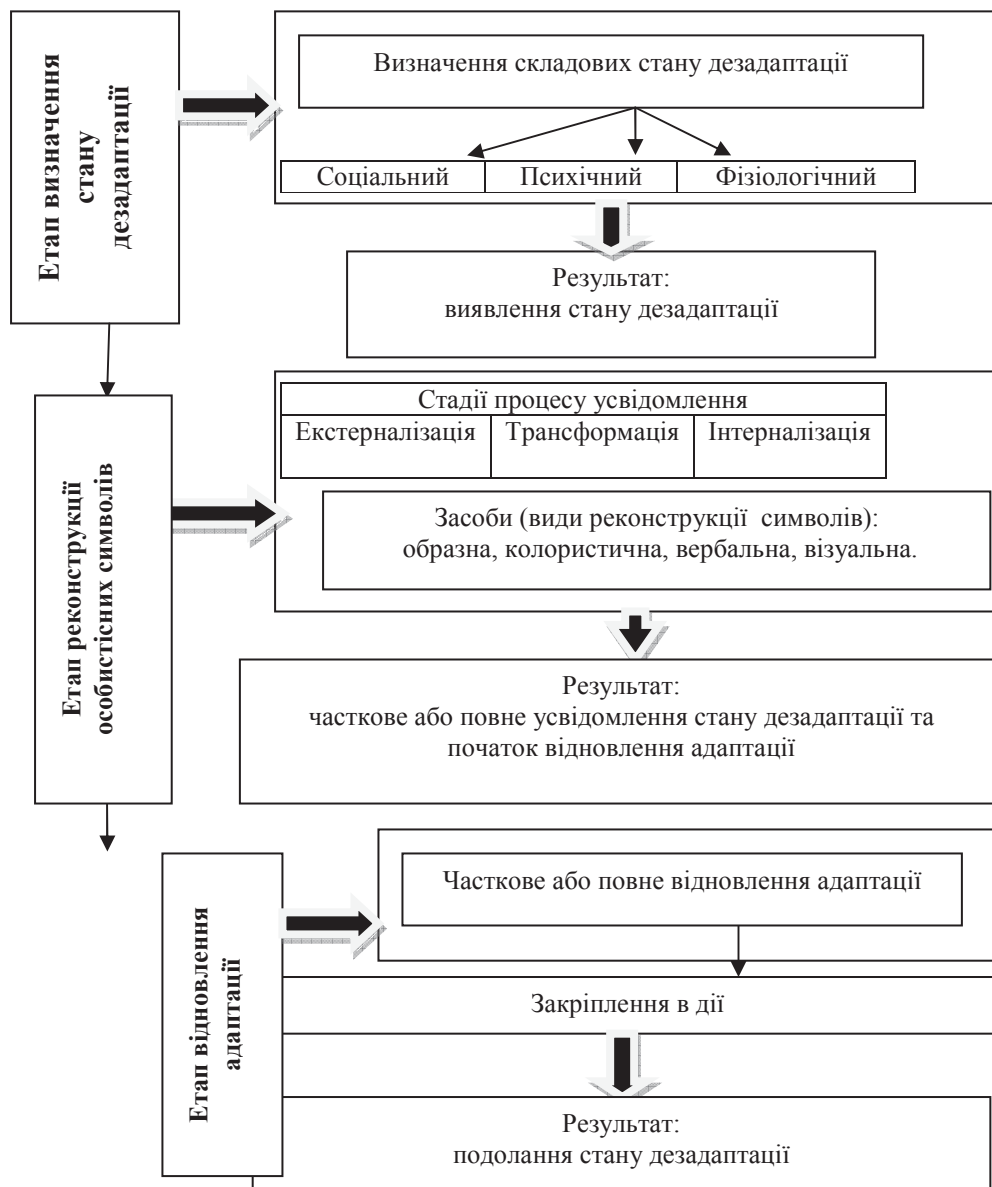 Етап визначення
стану
дезадаптації
Визначення складових стану дезадаптації
Соціальний Психічний Фізіологічний
Результат:
виявлення стану дезадаптації
Етап реконструкції
особистісних символів
Стадії процесу усвідомлення
Екстерналізація Трансформація Інтерналізація
Засоби (види реконструкції символів):
образна, колористична, вербальна, візуальна.
Результат:
часткове або повне усвідомлення стану дезадаптації та
початок відновлення адаптації
Етап відновлення
адаптації
Часткове або повне відновлення адаптації
Закріплення в дії
Результат:
подолання стану дезадаптації